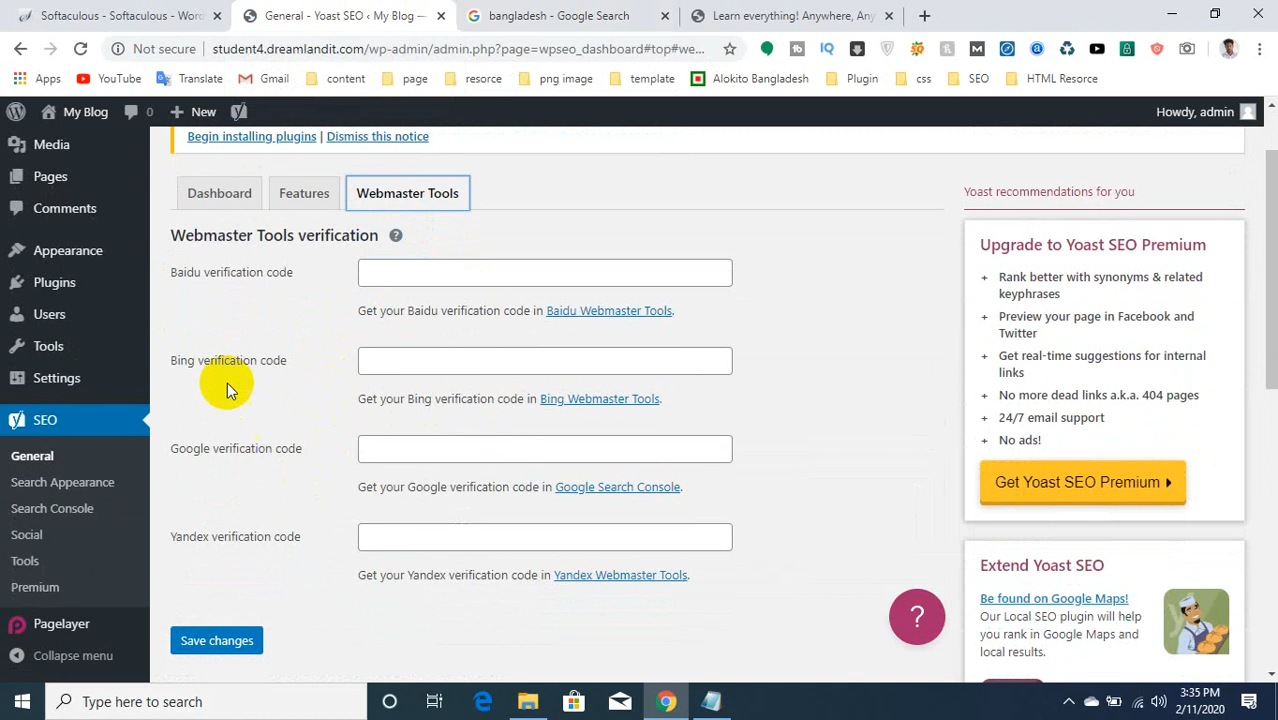 Softaculous - Softaculous - WordPr
General - Yoast SEO ‹ My Blog —
bangladesh - Google Search
Learn everything! Anywhere, Any
Not secure
student4.dreamlandit.com/wp-admin/admin.php?page=wpseo_dashboard#top#we...
Apps
YouTube
Translate
Gmail
content
page
resorce
png image
template
Alokito Bangladesh
Plugin
css
SEO
HTML Resorce
My Blog
0
New
Howdy, admin
Media
Pages
Comments
Appearance
Plugins
Users
Tools
Settings
SEO
General
Search Appearance
Search Console
Social
Tools
Premium
Pagelayer
Collapse menu
Begin installing plugins | Dismiss this notice
Dashboard
Features
Webmaster Tools
Webmaster Tools verification ?
Baidu verification code
Get your Baidu verification code in Baidu Webmaster Tools.
Bing verification code
Get your Bing verification code in Bing Webmaster Tools.
Google verification code
Get your Google verification code in Google Search Console.
Yandex verification code
Get your Yandex verification code in Yandex Webmaster Tools.
Save changes
?
Yoast recommendations for you
Upgrade to Yoast SEO Premium
+ Rank better with synonyms & related
keyphrases
+ Preview your page in Facebook and
Twitter
+ Get real-time suggestions for internal
links
+ No more dead links a.k.a. 404 pages
+ 24/7 email support
+ No ads!
Get Yoast SEO Premium
Extend Yoast SEO
Be found on Google Maps!
Our Local SEO plugin will help
you rank in Google Maps and
local results.
Type here to search
3:35 PM
2/11/2020